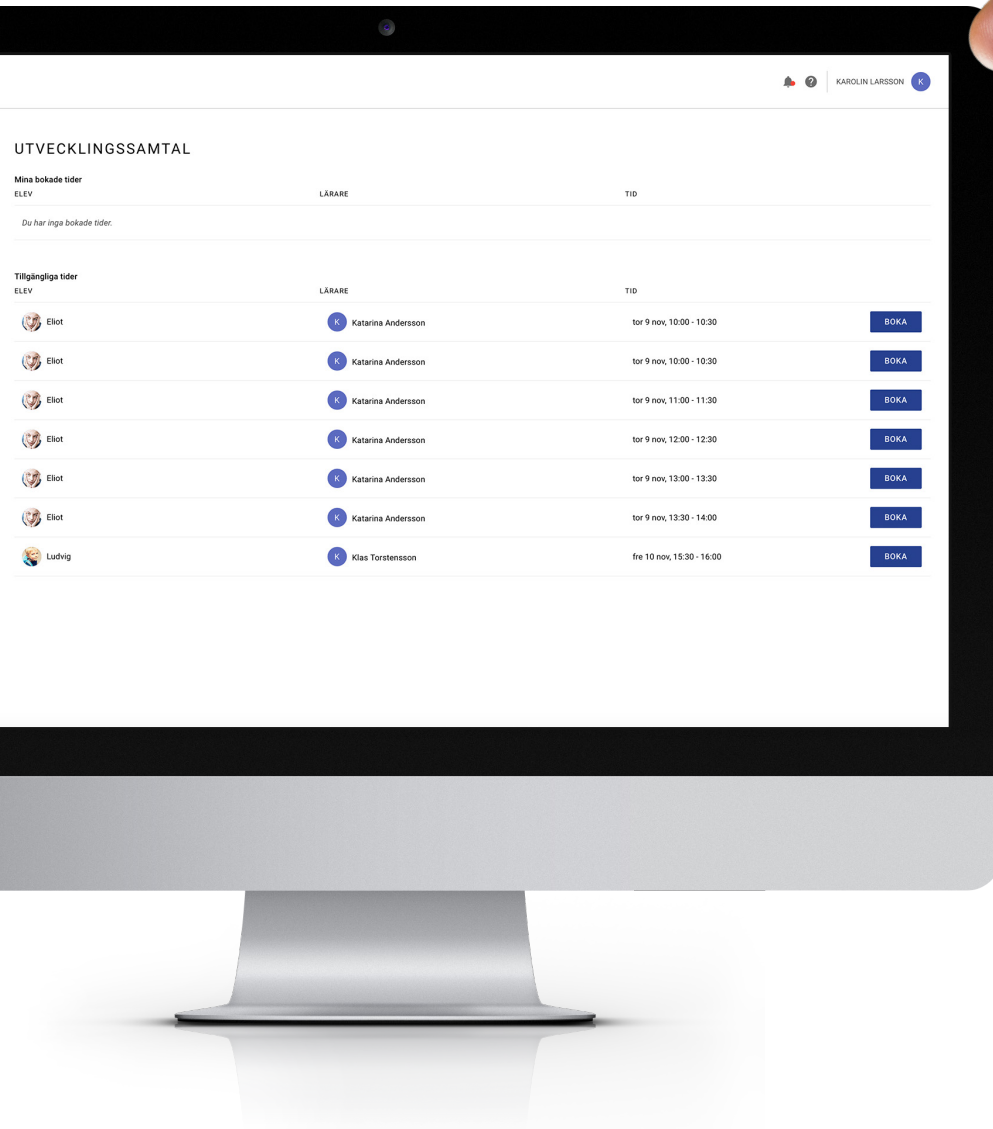 KAROLIN LARSSON K
UTVECKLINGSSAMTAL
Mina bokade tider
ELEV LÄRARE TID
Du har inga bokade tider.
Tillgängliga tider
ELEV LÄRARE TID
Eliot K Katarina Andersson tor 9 nov, 10:00 - 10:30 BOKA
Eliot K Katarina Andersson tor 9 nov, 10:00 - 10:30 BOKA
Eliot K Katarina Andersson tor 9 nov, 11:00 - 11:30 BOKA
Eliot K Katarina Andersson tor 9 nov, 12:00 - 12:30 BOKA
Eliot K Katarina Andersson tor 9 nov, 13:00 - 13:30 BOKA
Eliot K Katarina Andersson tor 9 nov, 13:30 - 14:00 BOKA
Ludvig K Klas Torstensson fre 10 nov, 15:30 - 16:00 BOKA